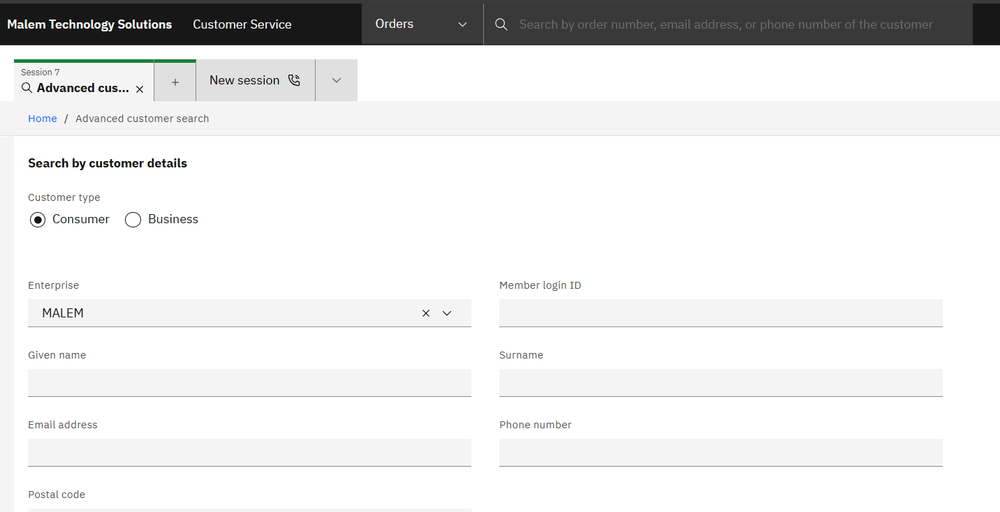 Malem Technology Solutions Customer Service Orders Search by order number, email address, or phone number of the customer
Session 7
Advanced cus...
New session
Home / Advanced customer search
Search by customer details
Customer type
Consumer Business
Enterprise Member login ID
MALEM
Given name Surname
Email address Phone number
Postal code